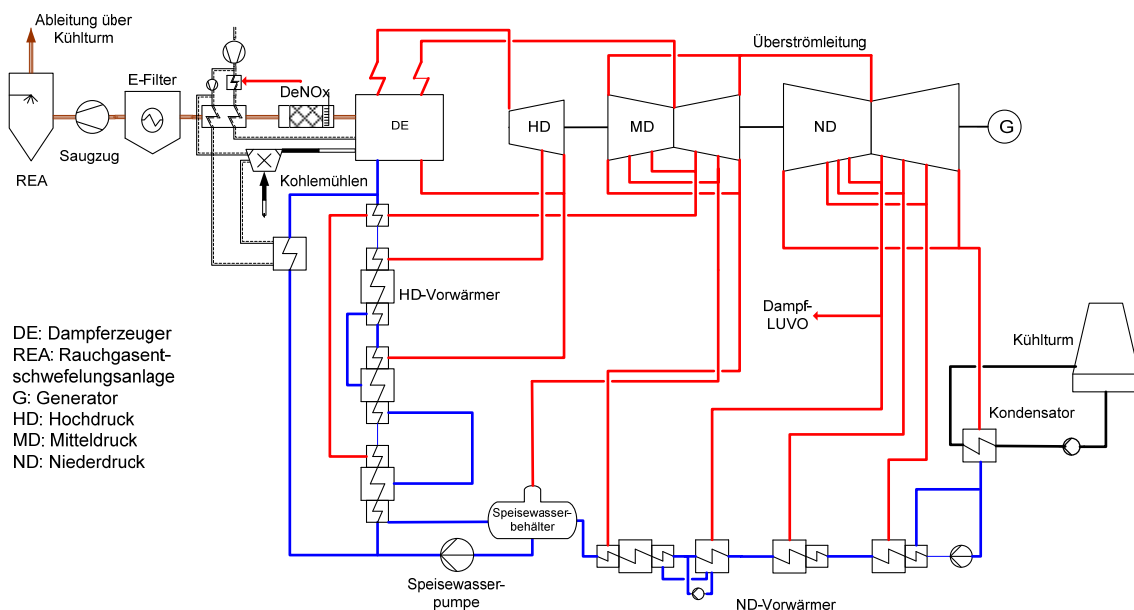 Ableitung über
Kühlturm
E-Filter
DeNOx
Saugzug
REA
Kohlemühlen
DE
HD
MD
Überströmleitung
ND
G
HD-Vorwärmer
Dampf-
LUVO
Kühlturm
Kondensator
DE: Dampferzeuger
REA: Rauchgasent-
schwefelungsanlage
G: Generator
HD: Hochdruck
MD: Mitteldruck
ND: Niederdruck
Speisewasser-
behälter
Speisewasser-
pumpe
ND-Vorwärmer